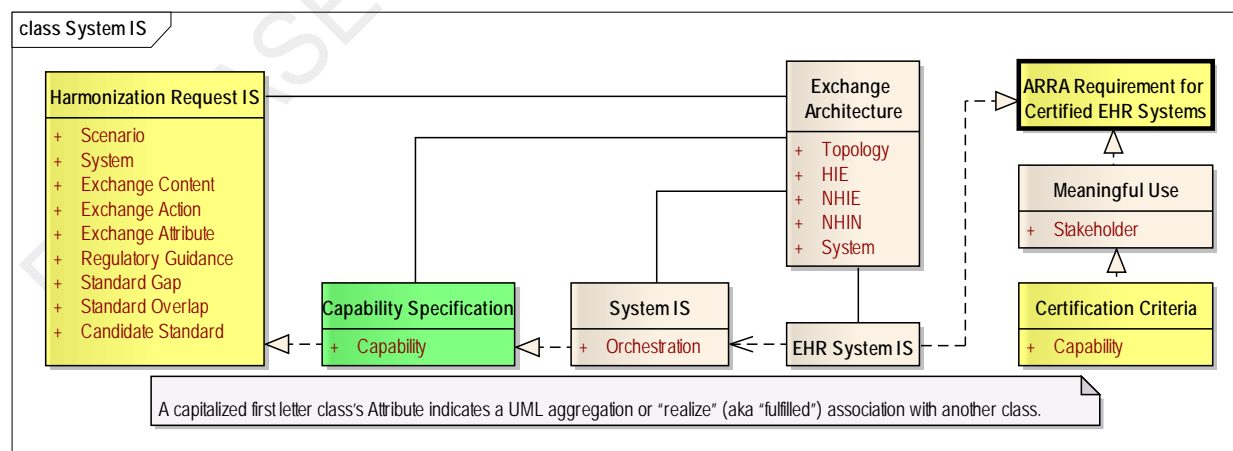 class System IS
Harmonization Request IS
+ Scenario
+ System
+ Exchange Content
+ Exchange Action
+ Exchange Attribute
+ Regulatory Guidance
+ Standard Gap
+ Standard Overlap
+ Candidate Standard
Exchange
Architecture
+ Topology
+ HIE
+ NHIE
+ NHIN
+ System
ARRA Requirement for
Certified EHR Systems
Meaningful Use
+ Stakeholder
Capability Specification
+ Capability
System IS
+ Orchestration
EHR System IS
Certification Criteria
+ Capability
A capitalized first letter class's Attribute indicates a UML aggregation or “realize” (aka “fulfilled”) association with another class.